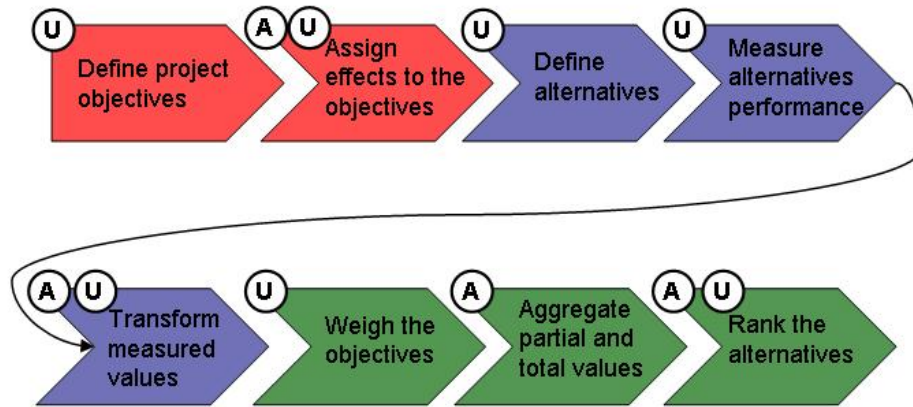 U
Define project
objectives
A U
Assign
effects to the
objectives
U
Define
alternatives
U
Measure
alternatives
performance
A U
Transform
measured
values
U
Weigh the
objectives
A
Aggregate
partial and
total values
A U
Rank the
alternatives